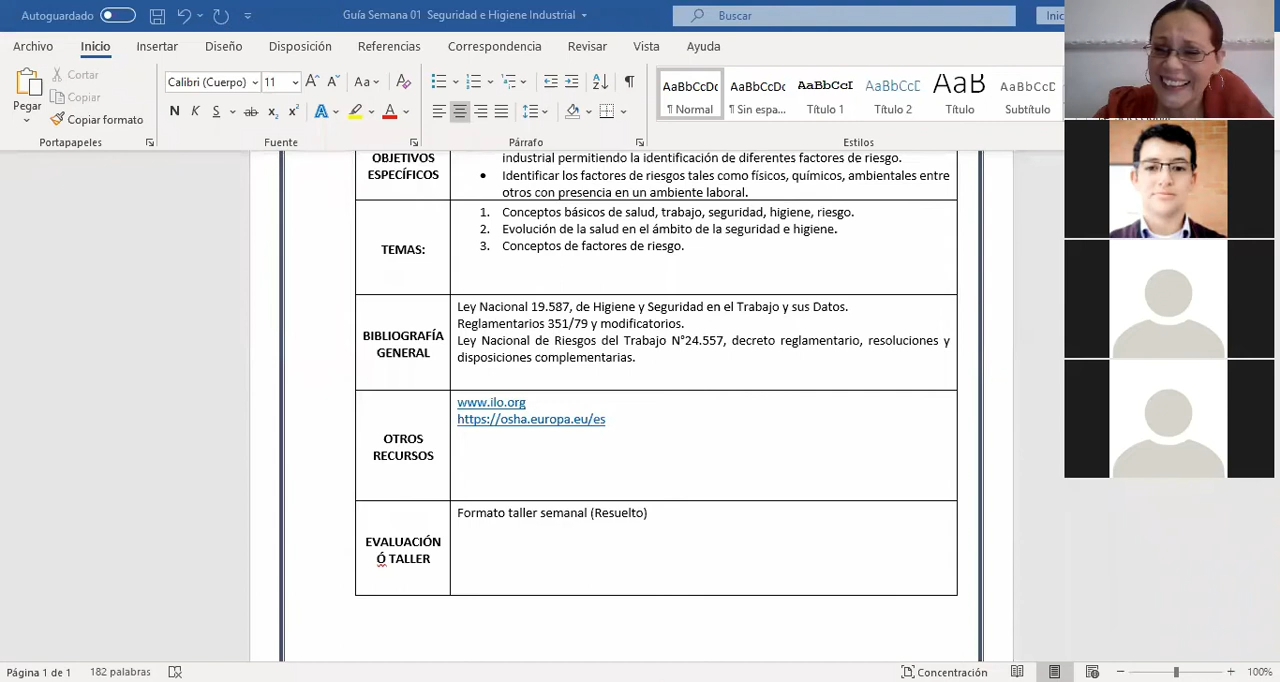 Autoguardado
Guía Semana 01 Seguridad e Higiene Industrial
Buscar
Inic
Archivo
Inicio
Insertar
Diseño
Disposición
Referencias
Correspondencia
Revisar
Vista
Ayuda
Pegar
Cortar
Copiar
Copiar formato
Portapapeles
Calibri (Cuerpo)
11
Aa
N K S ab x₂ x² A A
Fuente
Párrafo
AaBbCcDc
¶ Normal
AaBbCcDc
¶ Sin espa...
AaBbCcI
Título 1
AaBbCcC
Título 2
AaB
Título
AaBbCcD
Subtítulo
Estilos
OBJETIVOS
ESPECÍFICOS
industrial permitiendo la identificación de diferentes factores de riesgo.
• Identificar los factores de riesgos tales como físicos, químicos, ambientales entre
otros con presencia en un ambiente laboral.
TEMAS:
1. Conceptos básicos de salud, trabajo, seguridad, higiene, riesgo.
2. Evolución de la salud en el ámbito de la seguridad e higiene.
3. Conceptos de factores de riesgo.
BIBLIOGRAFÍA
GENERAL
Ley Nacional 19.587, de Higiene y Seguridad en el Trabajo y sus Datos.
Reglamentarios 351/79 y modificatorios.
Ley Nacional de Riesgos del Trabajo N°24.557, decreto reglamentario, resoluciones y
disposiciones complementarias.
OTROS
RECURSOS
www.ilo.org
https://osha.europa.eu/es
EVALUACIÓN
Ó TALLER
Formato taller semanal (Resuelto)
Página 1 de 1
182 palabras
Concentración
100%